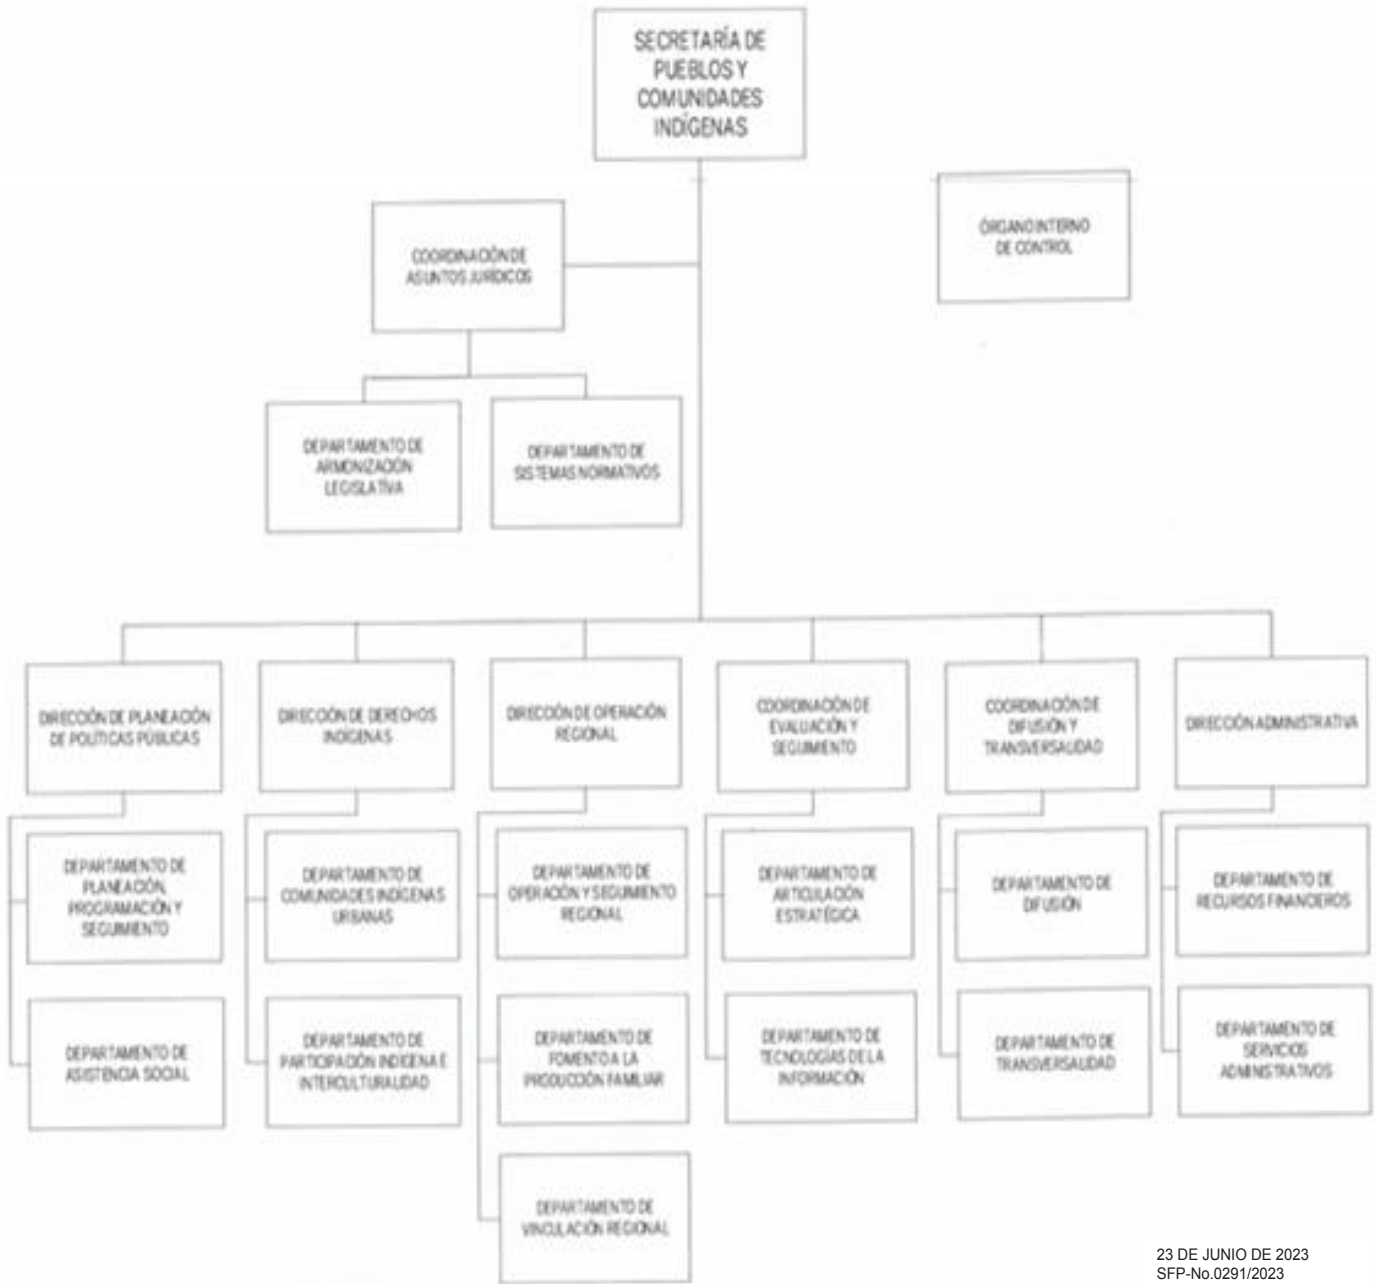 SECRETARÍA DE
PUEBLOS Y
COMUNIDADES
INDÍGENAS
ÓRGANO INTERNO
DE CONTROL
COORDINACIÓN DE
ASUNTOS JURÍDICOS
DEPARTAMENTO DE
ARMONIZACIÓN
LEGISLATÍVA
DEPARTAMENTO DE
SISTEMAS NORMATIVOS
DIRECCIÓN DE PLANEACIÓN
DE POLÍTICAS PÚBLICAS
DIRECCIÓN DE DERECHOS
INDÍGENAS
DIRECCIÓN DE OPERACIÓN
REGIONAL
COORDINACIÓN DE
EVALUACIÓN Y
SEGUIMIENTO
COORDINACIÓN DE
DIFUSIÓN Y
TRANSVERSALIDAD
DIRECCIÓN ADMINISTRATIVA
DEPARTAMENTO DE
PLANEACIÓN,
PROGRAMACIÓN Y
SEGUIMIENTO
DEPARTAMENTO DE
COMUNIDADES INDÍGENAS
URBANAS
DEPARTAMENTO DE
OPERACIÓN Y SEGUIMIENTO
REGIONAL
DEPARTAMENTO DE
ARTICULACIÓN
ESTRATÉGICA
DEPARTAMENTO DE
DIFUSIÓN
DEPARTAMENTO DE
RECURSOS FINANCIEROS
DEPARTAMENTO DE
ASISTENCIA SOCIAL
DEPARTAMENTO DE
PARTICIPACIÓN INDÍGENA E
INTERCULTURALIDAD
DEPARTAMENTO DE
FOMENTO A LA
PRODUCCIÓN FAMILIAR
DEPARTAMENTO DE
TECNOLOGÍAS DE LA
INFORMACIÓN
DEPARTAMENTO DE
TRANSVERSALIDAD
DEPARTAMENTO DE
SERVICIOS
ADMINISTRATIVOS
DEPARTAMENTO DE
VINCULACIÓN REGIONAL
23 DE JUNIO DE 2023
SFP-No.0291/2023